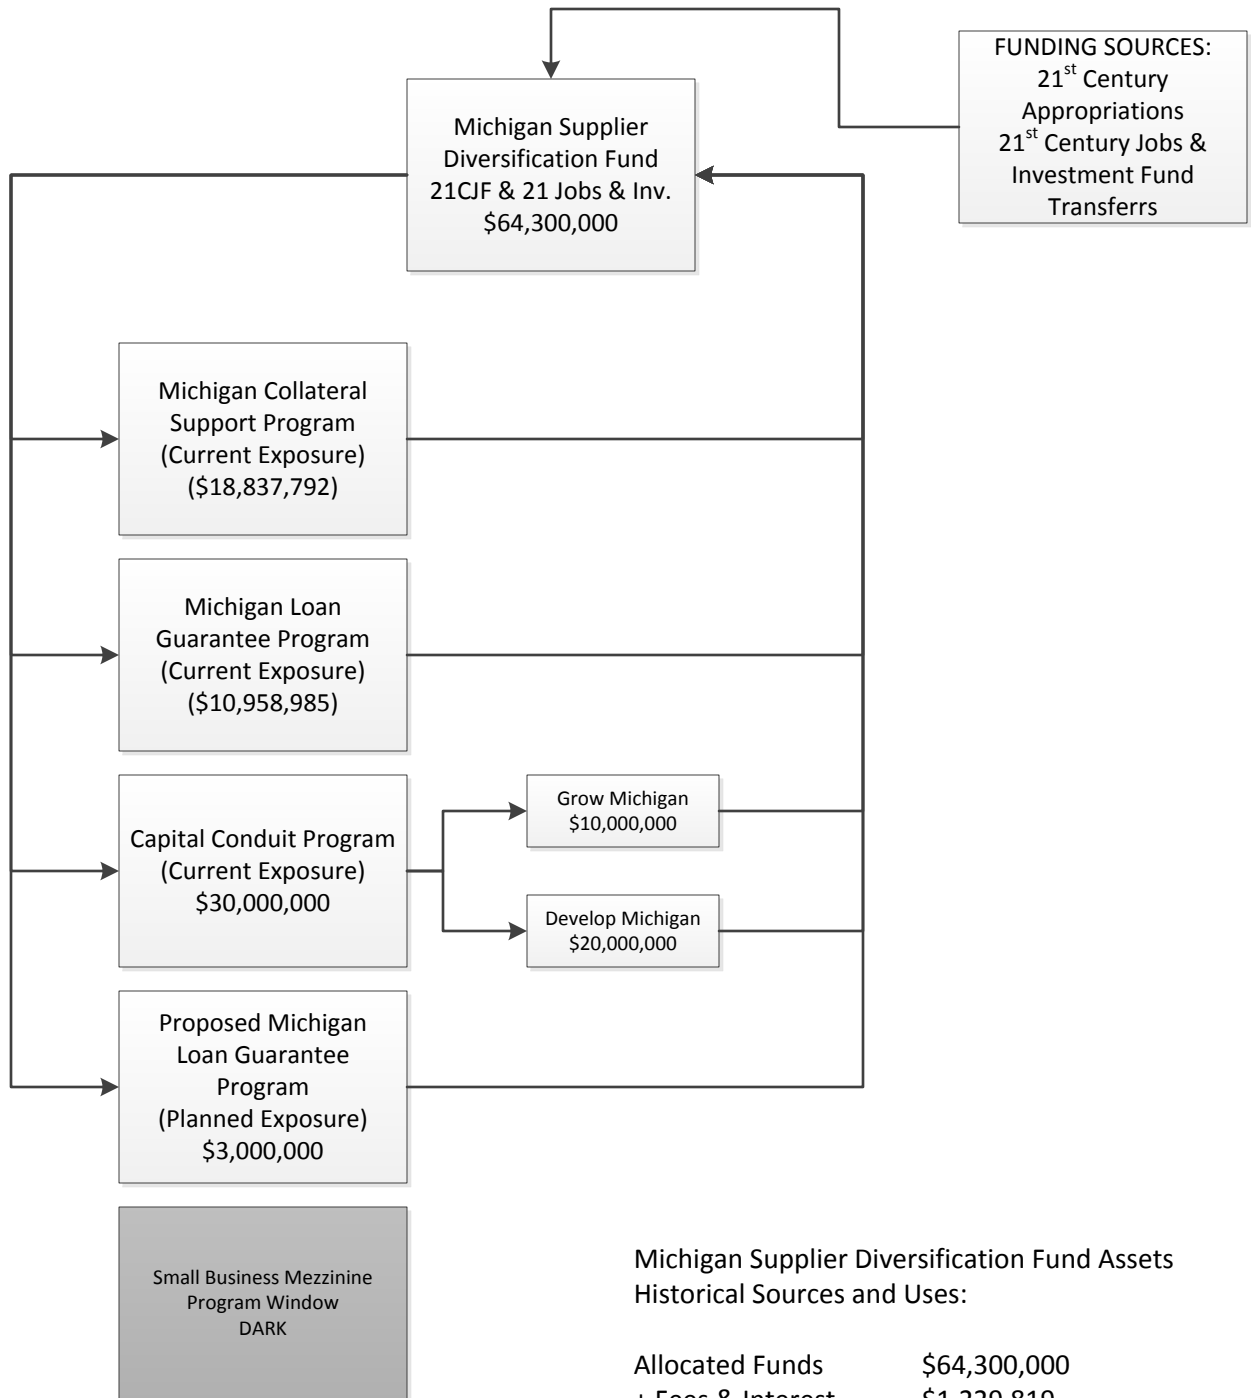 FUNDING SOURCES:
21st Century
Appropriations
21st Century Jobs &
Investment Fund
Transferrs
Michigan Supplier
Diversification Fund
21CJF & 21 Jobs & Inv.
$64,300,000
Michigan Collateral
Support Program
(Current Exposure)
($18,837,792)
Michigan Loan
Guarantee Program
(Current Exposure)
($10,958,985)
Capital Conduit Program
(Current Exposure)
$30,000,000
Grow Michigan
$10,000,000
Develop Michigan
$20,000,000
Proposed Michigan
Loan Guarantee
Program
(Planned Exposure)
$3,000,000
Small Business Mezzinine
Program Window
DARK
Michigan Supplier Diversification Fund Assets
Historical Sources and Uses:
Allocated Funds $64,300,000
+ Fees & Interest